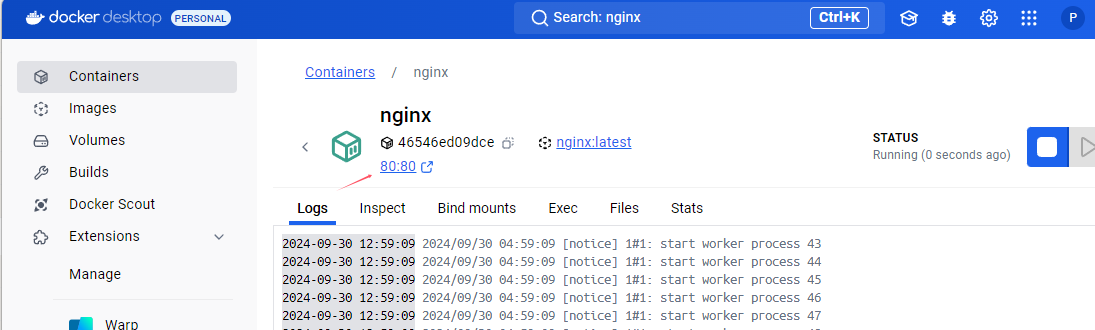 docker desktop PERSONAL Search: nginx Ctrl+K P
Containers
Images
Volumes
Builds
Docker Scout
Extensions
Manage
Warp
Containers / nginx
nginx
46546ed09dce nginx:latest
80:80
STATUS
Running (0 seconds ago)
Logs Inspect Bind mounts Exec Files Stats
2024-09-30 12:59:09 2024/09/30 04:59:09 [notice] 1#1: start worker process 43
2024-09-30 12:59:09 2024/09/30 04:59:09 [notice] 1#1: start worker process 44
2024-09-30 12:59:09 2024/09/30 04:59:09 [notice] 1#1: start worker process 45
2024-09-30 12:59:09 2024/09/30 04:59:09 [notice] 1#1: start worker process 46
2024-09-30 12:59:09 2024/09/30 04:59:09 [notice] 1#1: start worker process 47